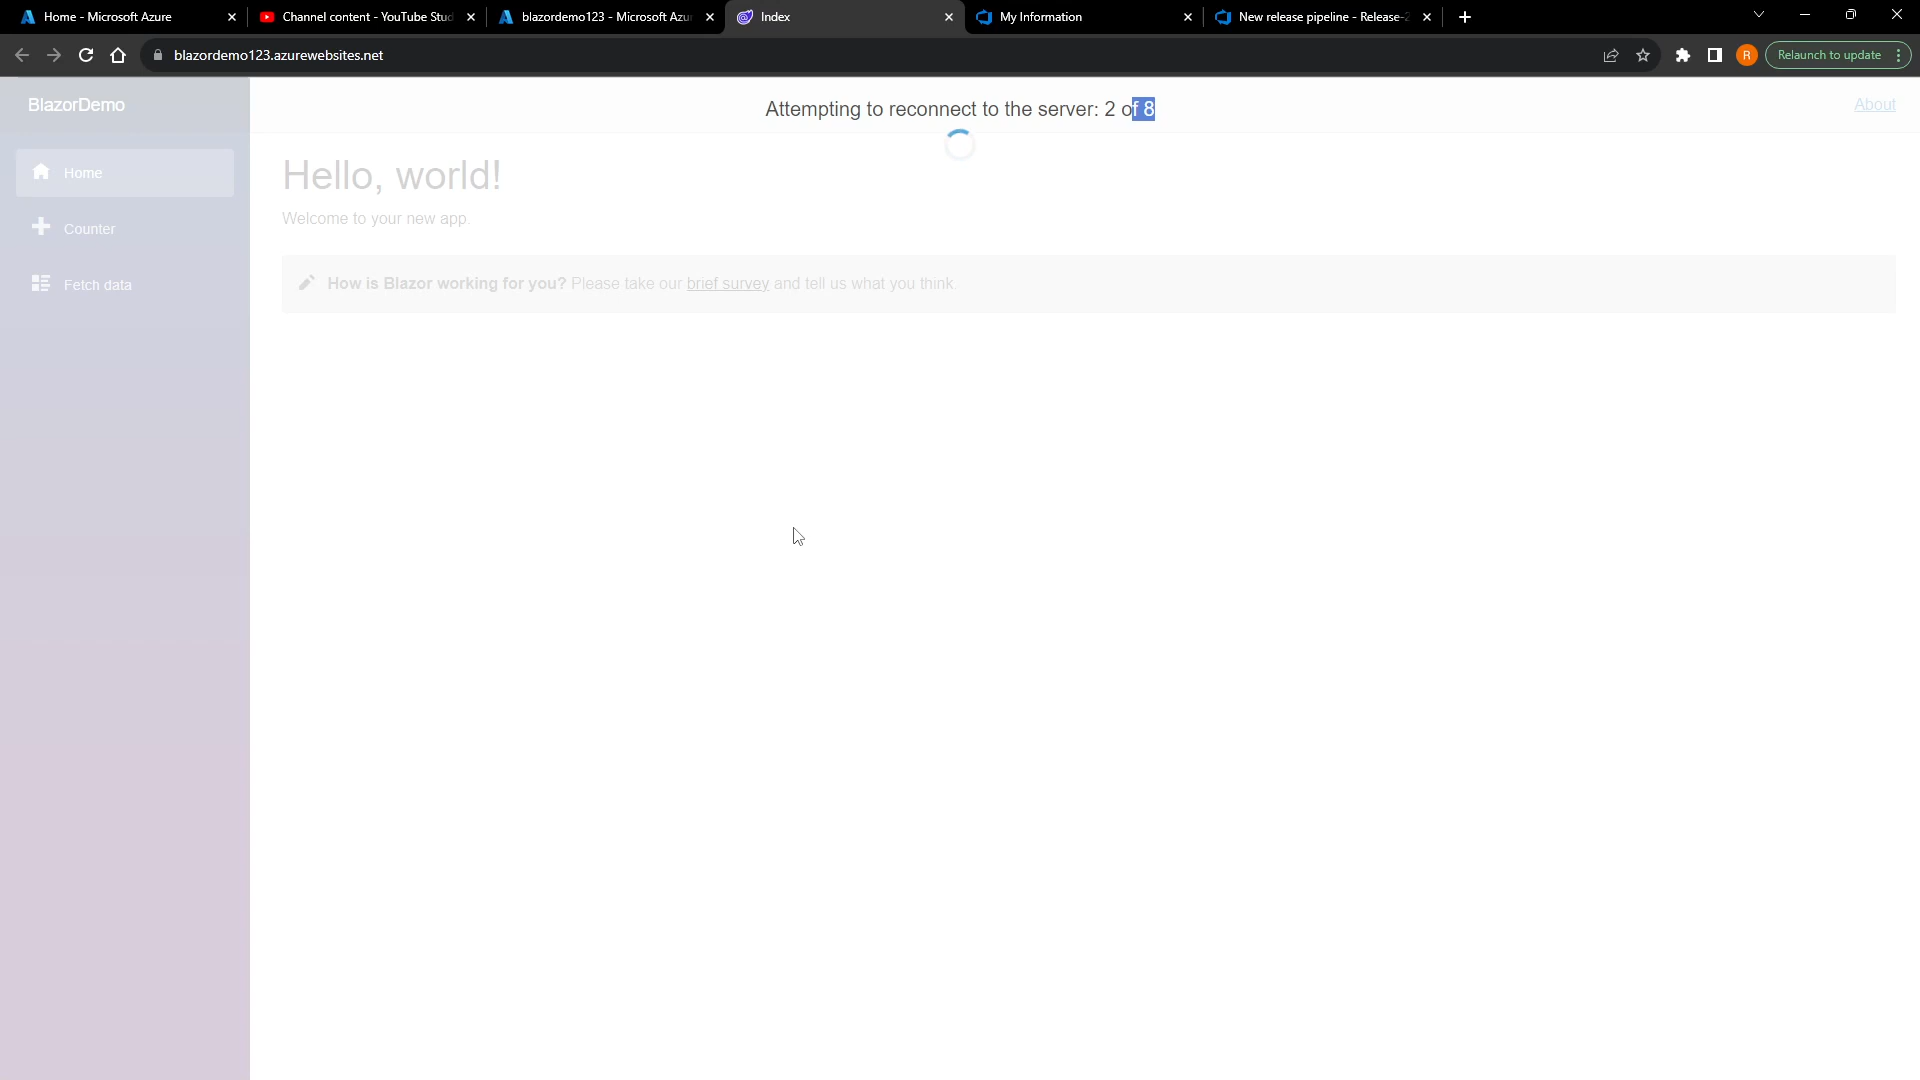 Home - Microsoft Azure
Channel content - YouTube Stud
blazordemo123 - Microsoft Azur
Index
My Information
New release pipeline - Release-2
blazordemo123.azurewebsites.net
R
Relaunch to update
BlazorDemo
Attempting to reconnect to the server: 2 of 8
About
Home
Hello, world!
Welcome to your new app.
Counter
Fetch data
How is Blazor working for you? Please take our brief survey and tell us what you think.